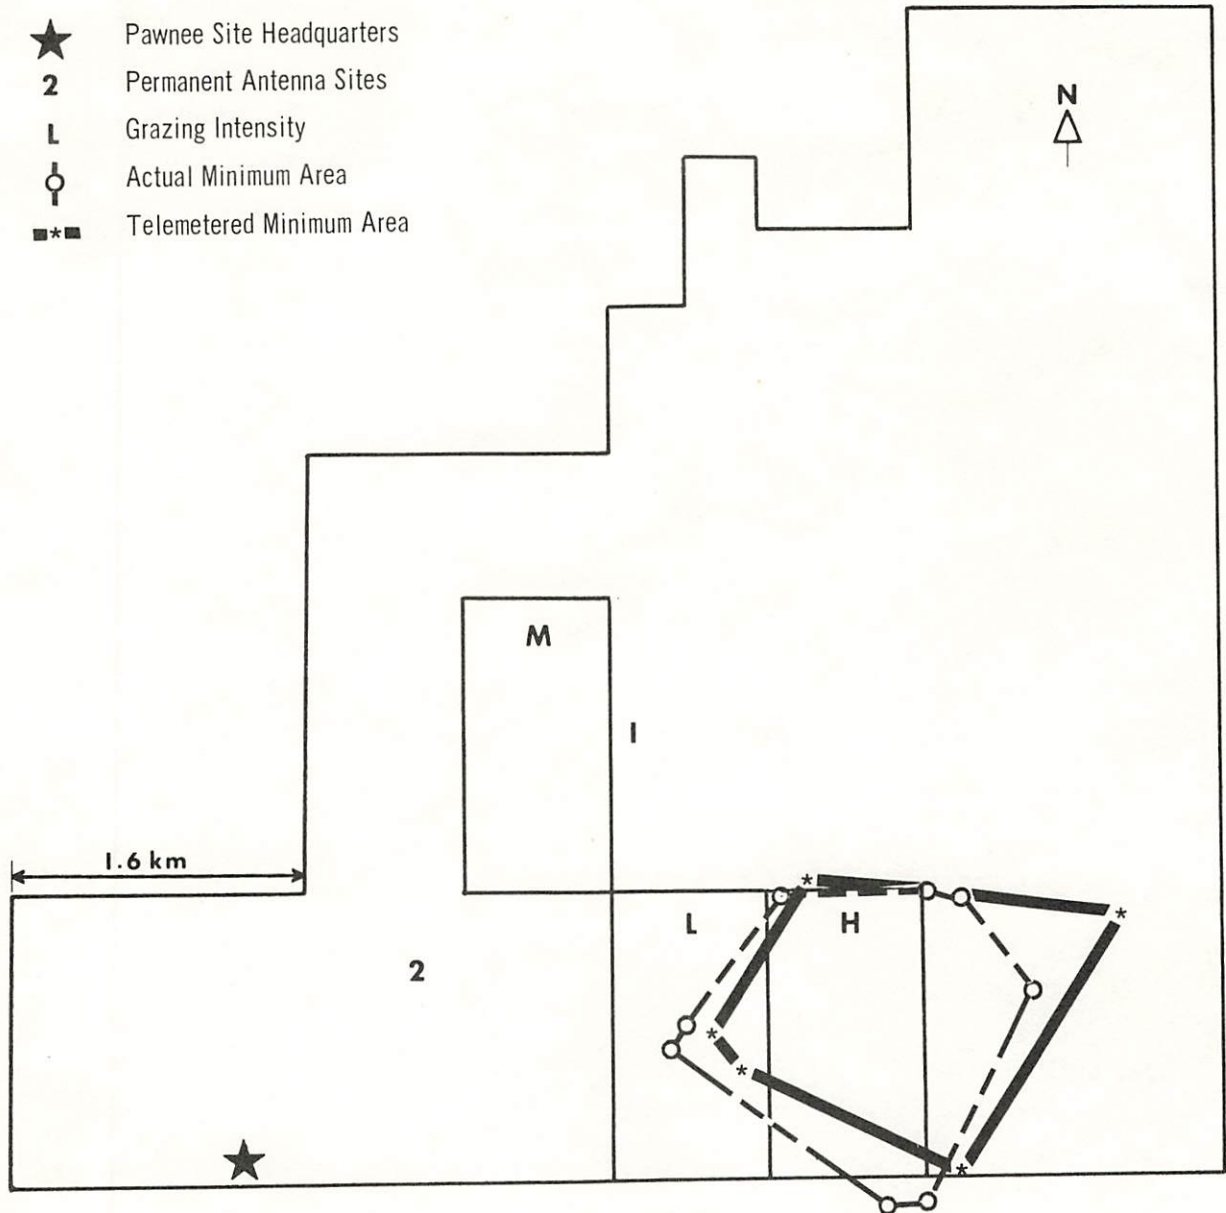 Pawnee Site Headquarters
2 Permanent Antenna Sites
L Grazing Intensity
Actual Minimum Area
*Telemetered Minimum Area
N
M
1
1.6 km
L
H
2